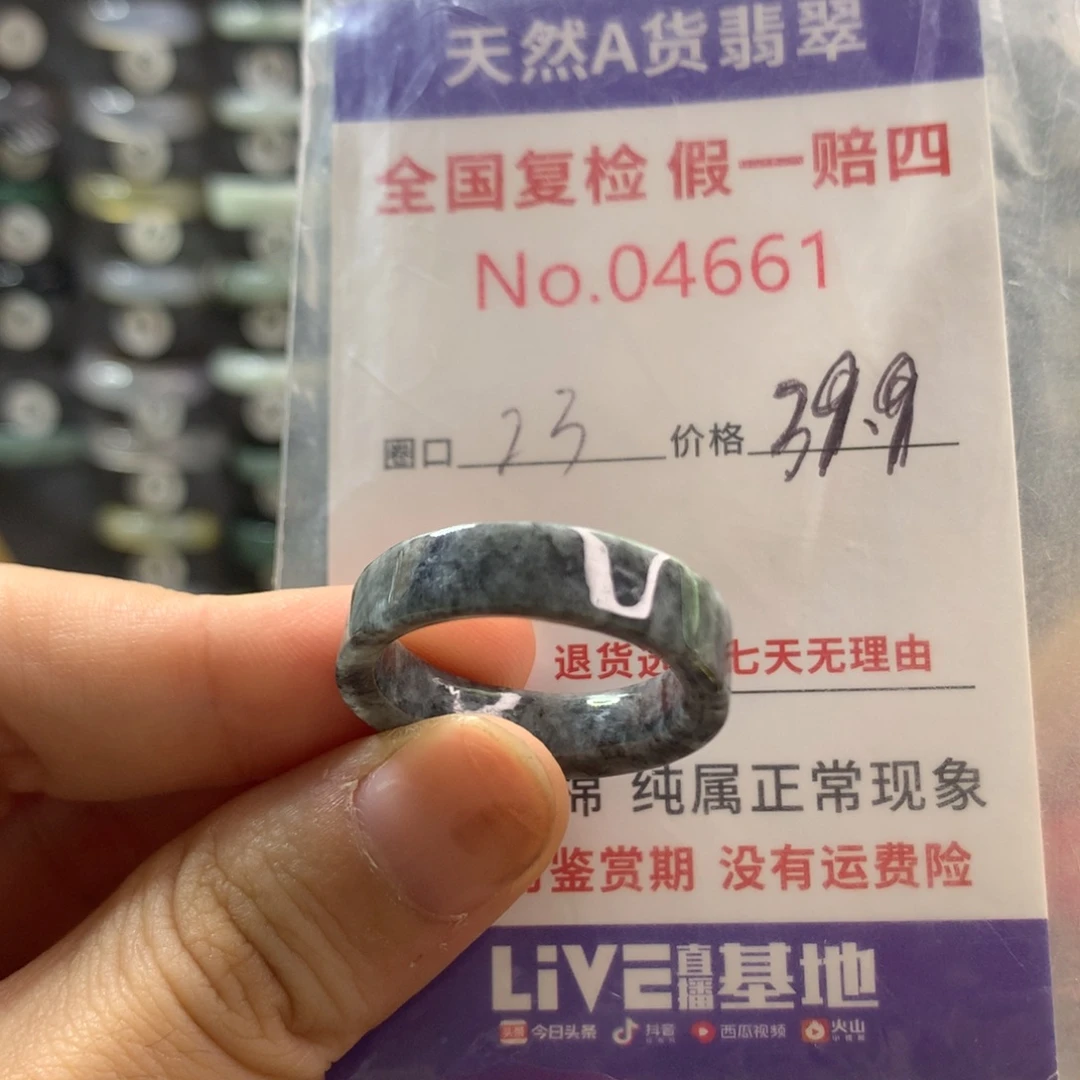 天然A货翡翠
全国复检 假一赔四
No.04661
圈口 23 价格 39.9
退货 七天无理由
纯属正常现象
鉴赏期 没有运费险
LiVE直播基地
今日头条 抖音 西瓜视频 火山